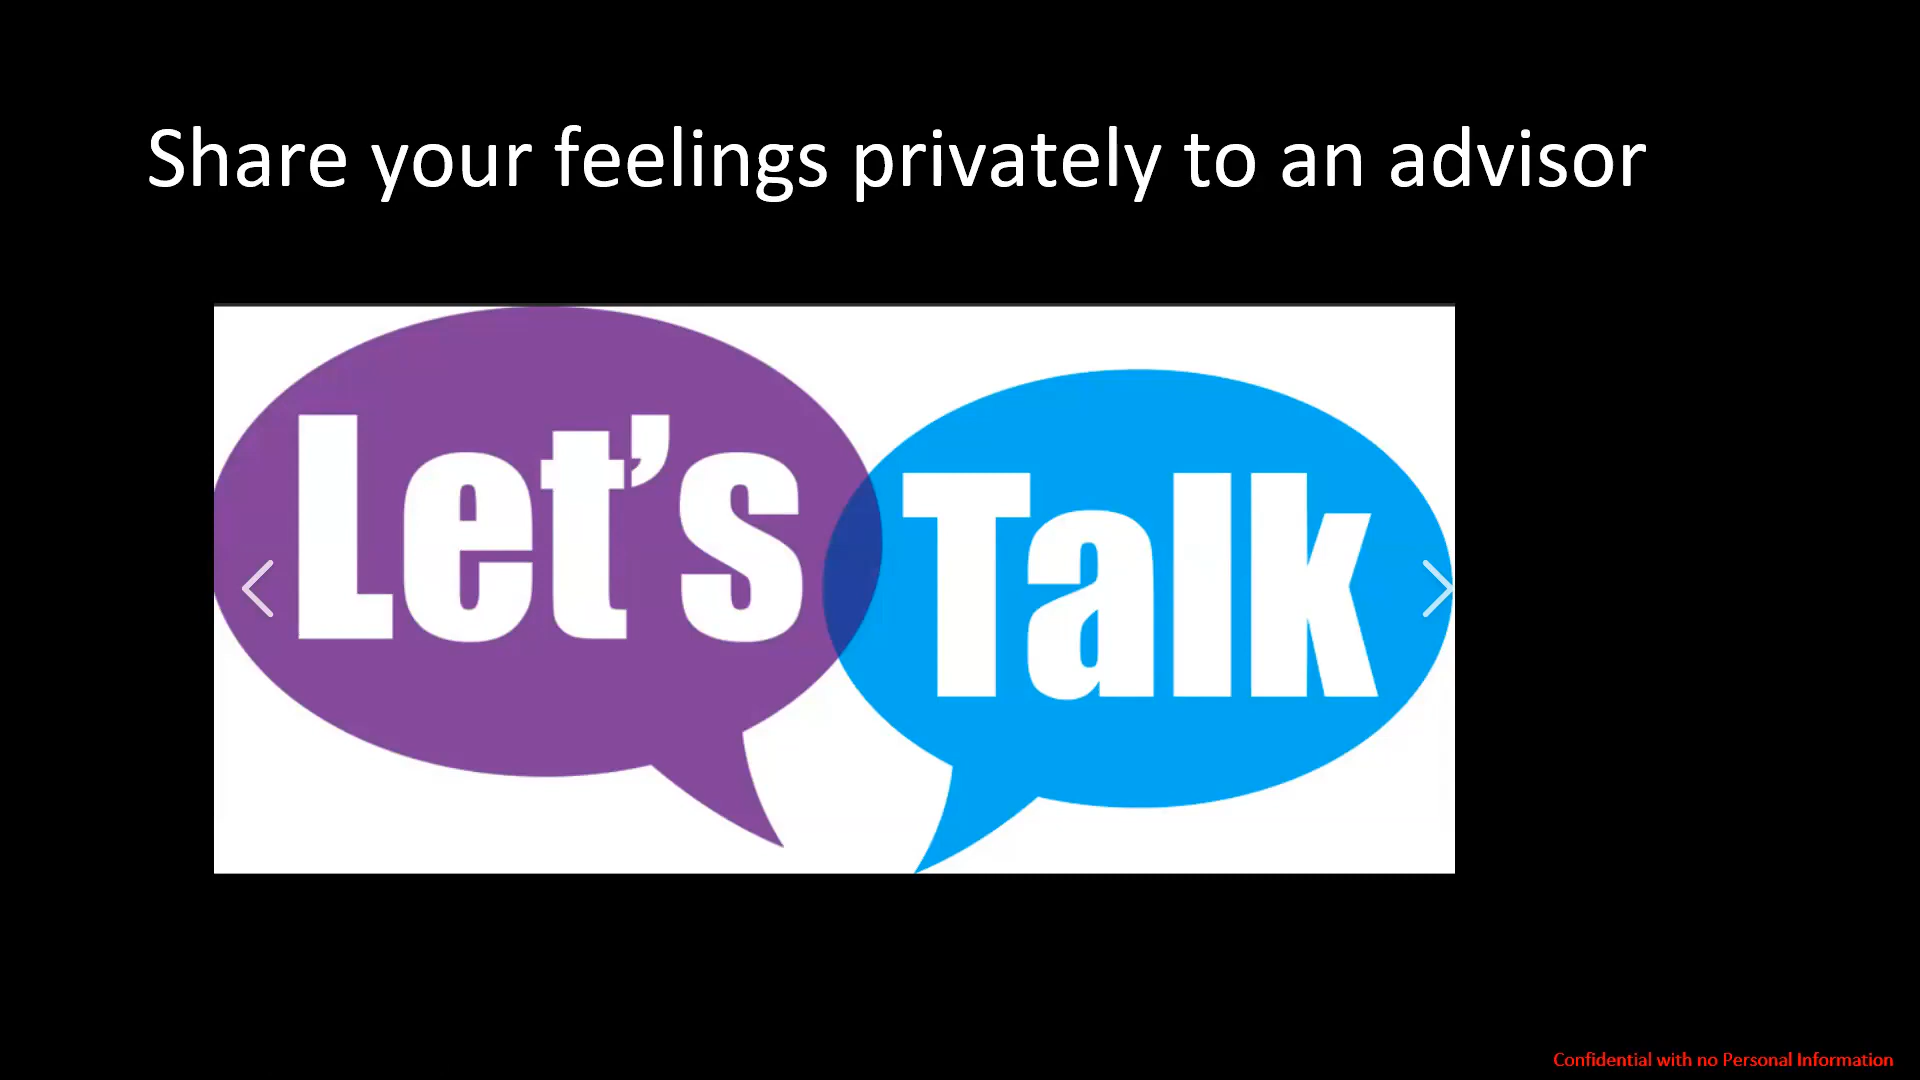 Share your feelings privately to an advisor
Let’s
Talk
Confidential with no Personal Information